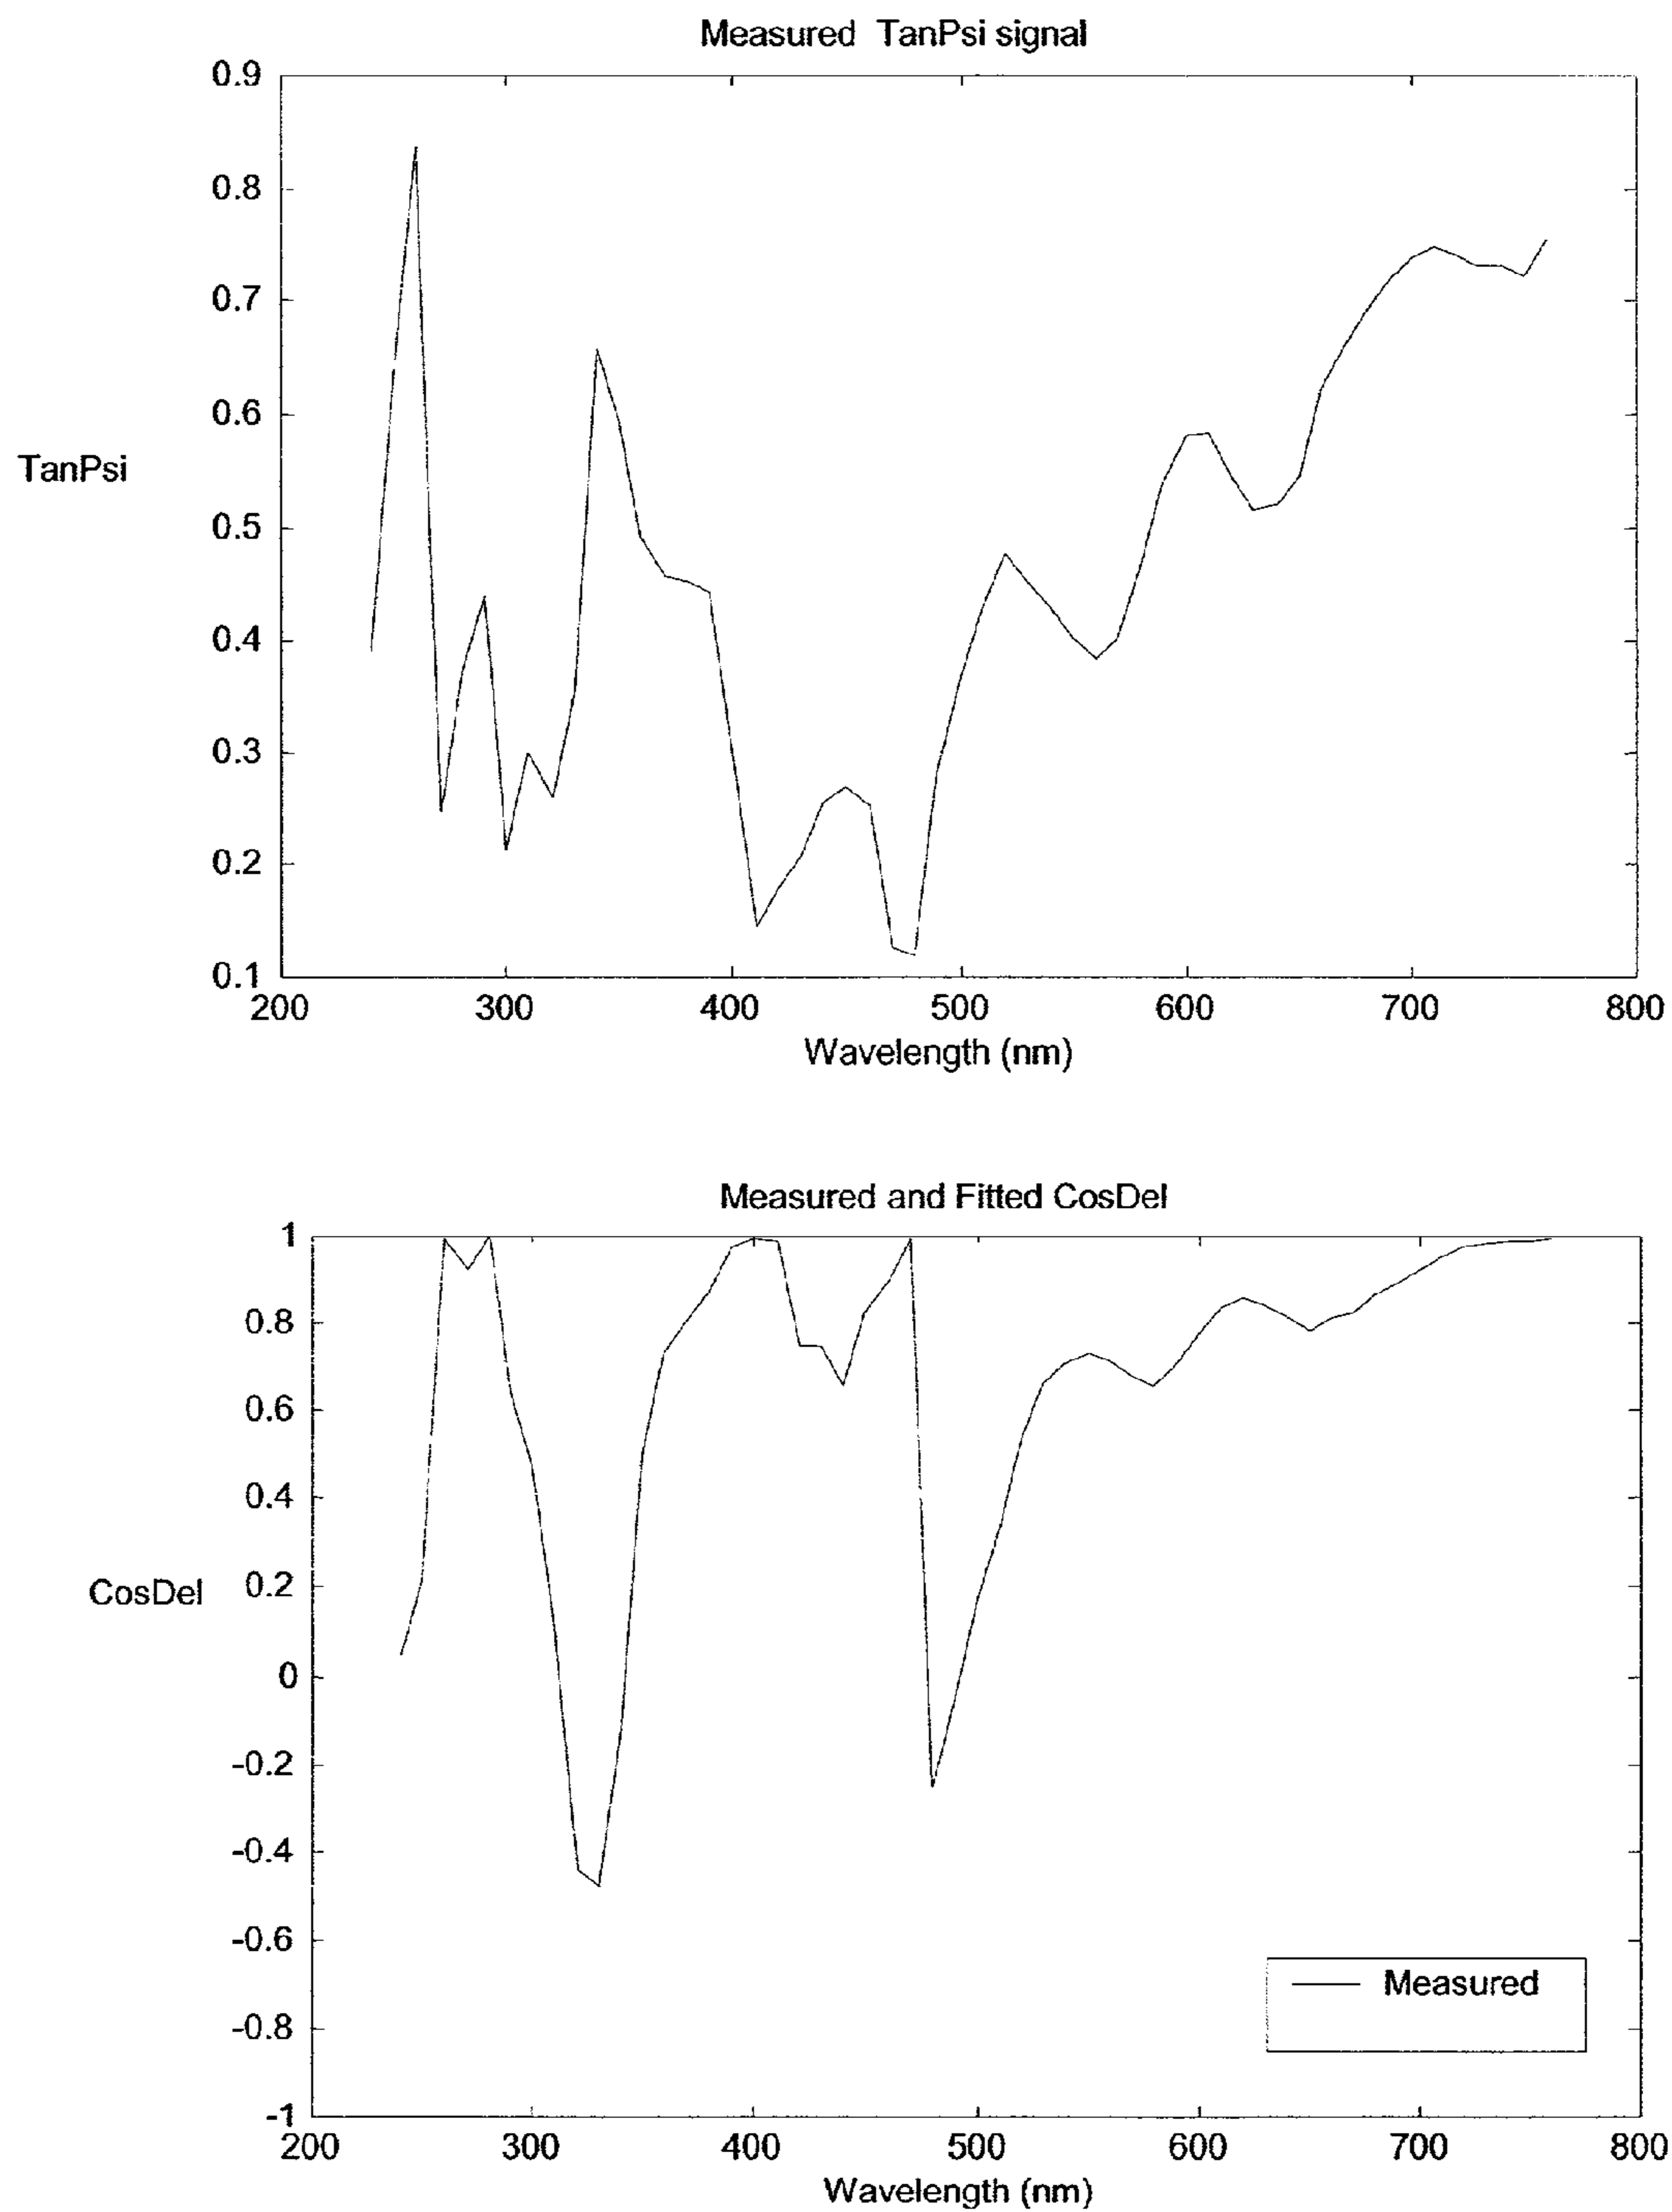 Measured TanPsi signal
0.9
0.8
0.7
0.6
TanPsi
0.5
0.4
0.3
0.2
0.1
200 300 400 500 600 700 800
Wavelength (nm)
Measured and Fitted CosDel
1
0.8
0.6
0.4
CosDel 0.2
0
-0.2
-0.4
-0.6
Measured
-0.8
-1
200 300 400 500 600 700 800
Wavelength (nm)